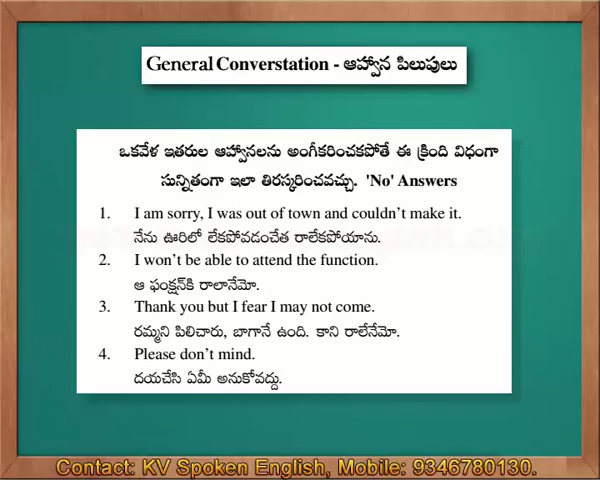 General Converstation - ఆహ్వాన పిలుపులు
ఒకవేళ ఇతరుల ఆహ్వానలను అంగీకరించకపోతే ఈ క్రింది విధంగా
సున్నితంగా ఇలా తిరస్కరించవచ్చు. 'No' Answers
1. I am sorry, I was out of town and couldn't make it.
నేను ఊరిలో లేకపోవడంచేత రాలేకపోయాను.
2. I won't be able to attend the function.
ఆ ఫంక్షన్‌కి రాలానేమో.
3. Thank you but I fear I may not come.
రమ్మని పిలిచారు, బాగానే ఉంది. కాని రాలేనేమో.
4. Please don't mind.
దయచేసి ఏమీ అనుకోవద్దు.
Contact: KV Spoken English, Mobile: 9346780130.